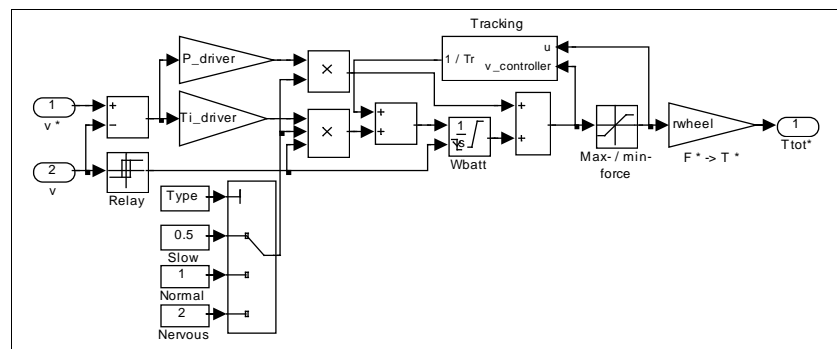 Tracking
P_driver
1 / Tr
u
v_controller
×
1
v *
+
−
Ti_driver
×
+
+
1
s
Wbatt
+
+
Max- / min-
force
rwheel
F * -> T *
1
Ttot*
2
v
Relay
Type
0.5
Slow
1
Normal
2
Nervous